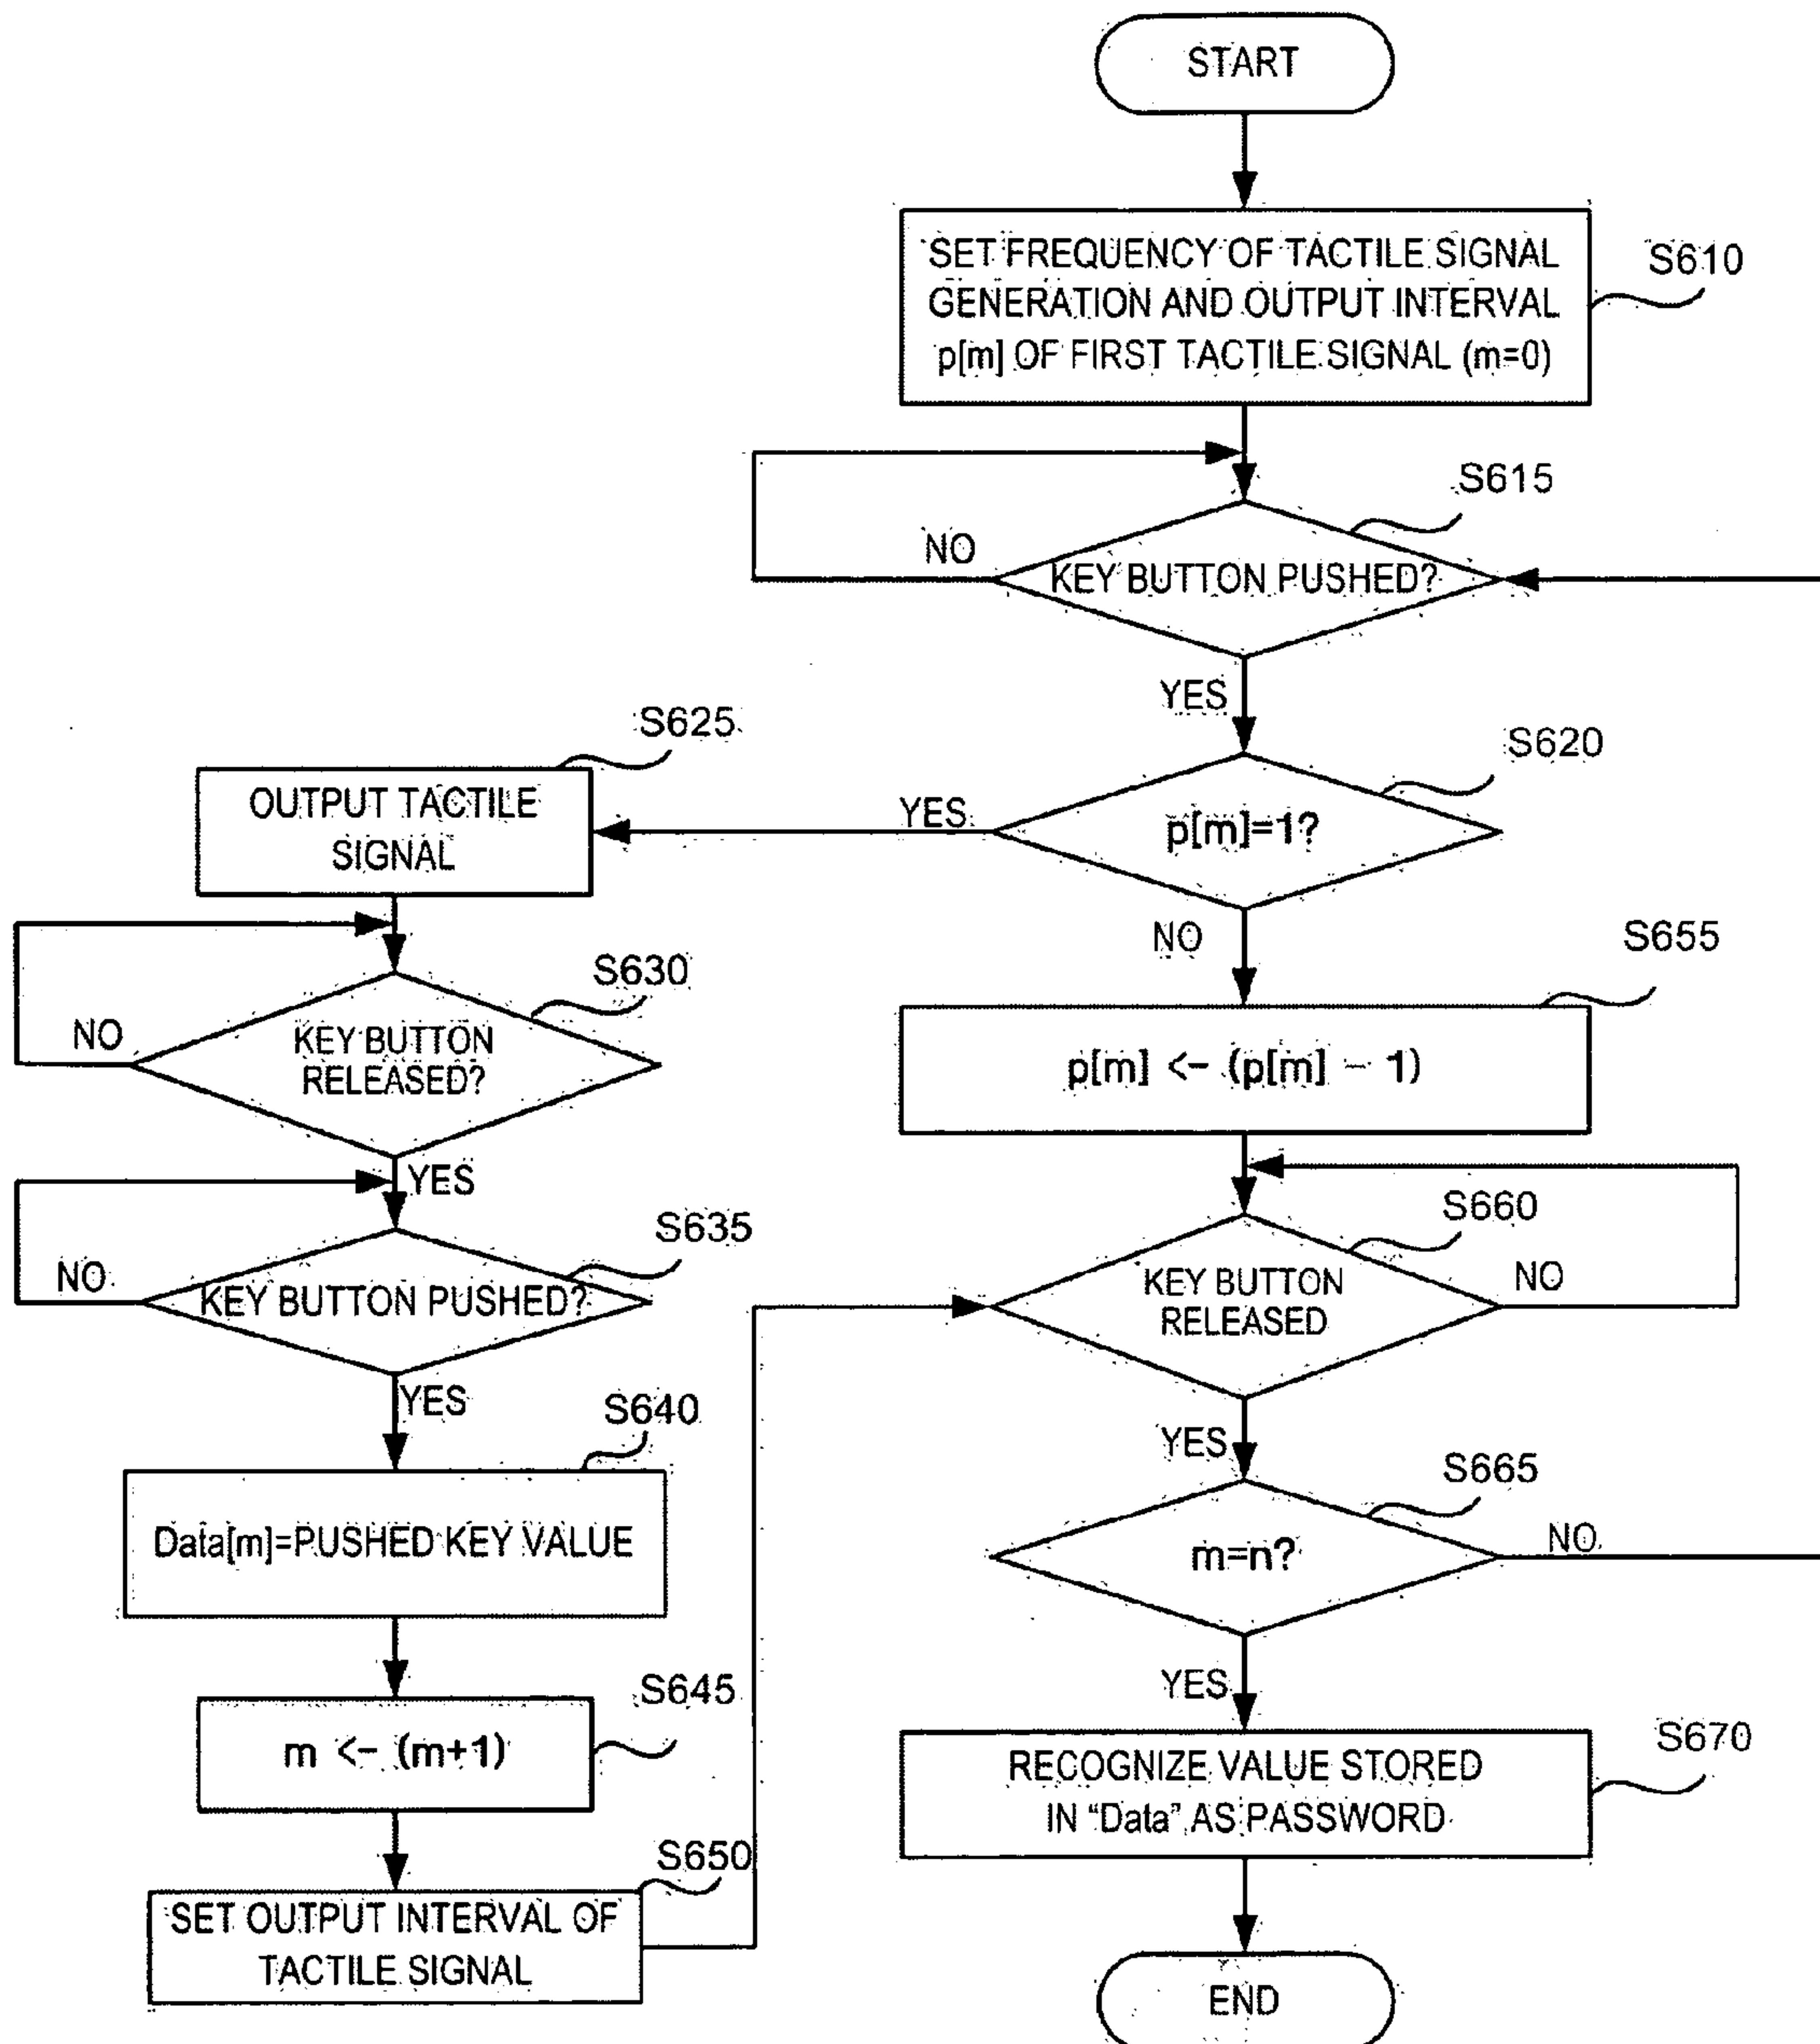 START
SET FREQUENCY OF TACTILE SIGNAL
GENERATION AND OUTPUT INTERVAL
p[m] OF FIRST TACTILE SIGNAL (m=0)
S610
S615
NO
KEY BUTTON PUSHED?
YES
S620
p[m]=1?
YES
S625
OUTPUT TACTILE
SIGNAL
NO
S630
KEY BUTTON
RELEASED?
NO
YES
S635
KEY BUTTON PUSHED?
NO
YES
S640
Data[m]=PUSHED KEY VALUE
S645
m <- (m+1)
S650
SET OUTPUT INTERVAL OF
TACTILE SIGNAL
S655
p[m] <- (p[m] - 1)
S660
KEY BUTTON
RELEASED
NO
YES
S665
m=n?
NO
YES
S670
RECOGNIZE VALUE STORED
IN "Data" AS PASSWORD
END